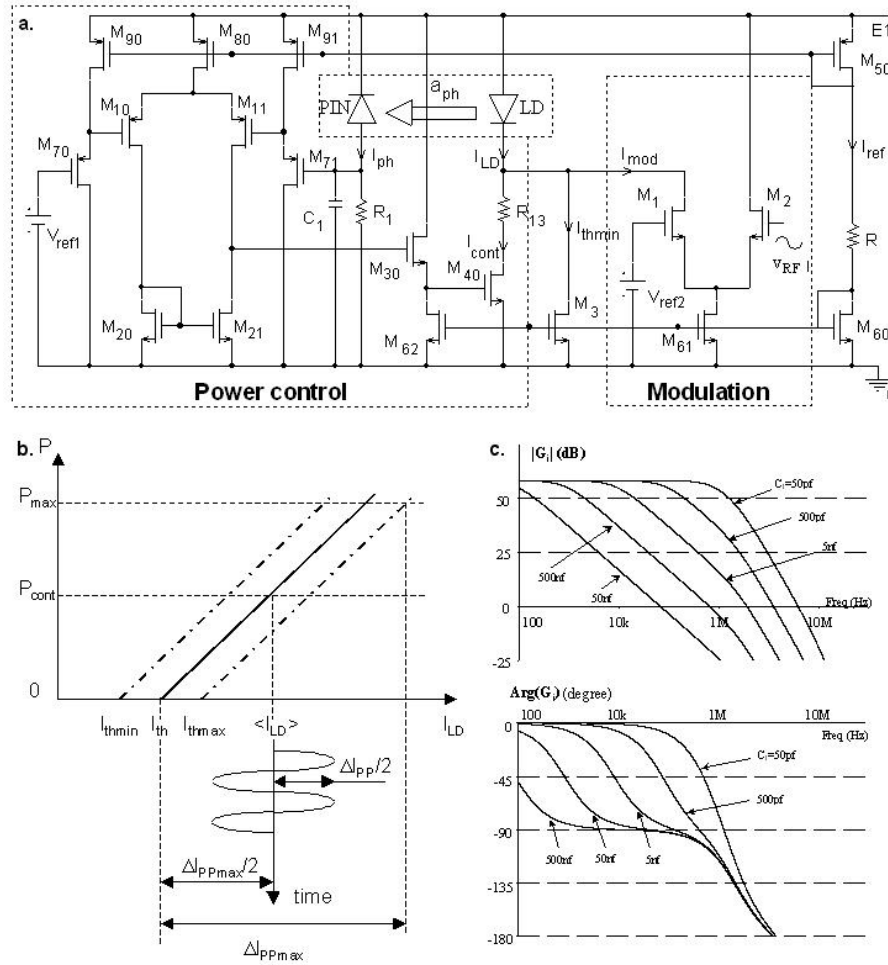 a.
M90
M80
M91
E1
M50
M10
M11
PIN
aph
LD
M70
M71
Iph
ILD
Imod
Iref
M1
M2
Vref1
C1
R1
R13
Ithmin
R
Icont
VRF
M30
M40
Vref2
M20
M21
M62
M3
M61
M60
Power control
Modulation
b.
P
Pmax
Pcont
0
Ithmin
Ith
Ithmax
<ILD>
ILD
ΔIPP/2
ΔIPPmax/2
time
ΔIPPmax
c.
|Gi| (dB)
50
25
0
-25
Ci=50pf
500pf
5nf
500nf
50nf
100
10k
1M
10M
Freq (Hz)
Arg(Gi) (degree)
100
10k
1M
10M
Freq (Hz)
0
-45
-90
-135
-180
Ci=50pf
500pf
500nf
50nf
5nf